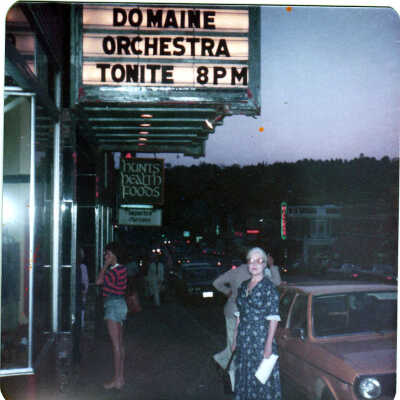 DOMAINE
ORCHESTRA
TONITE 8PM
HUNTS
HEALTH
FOODS